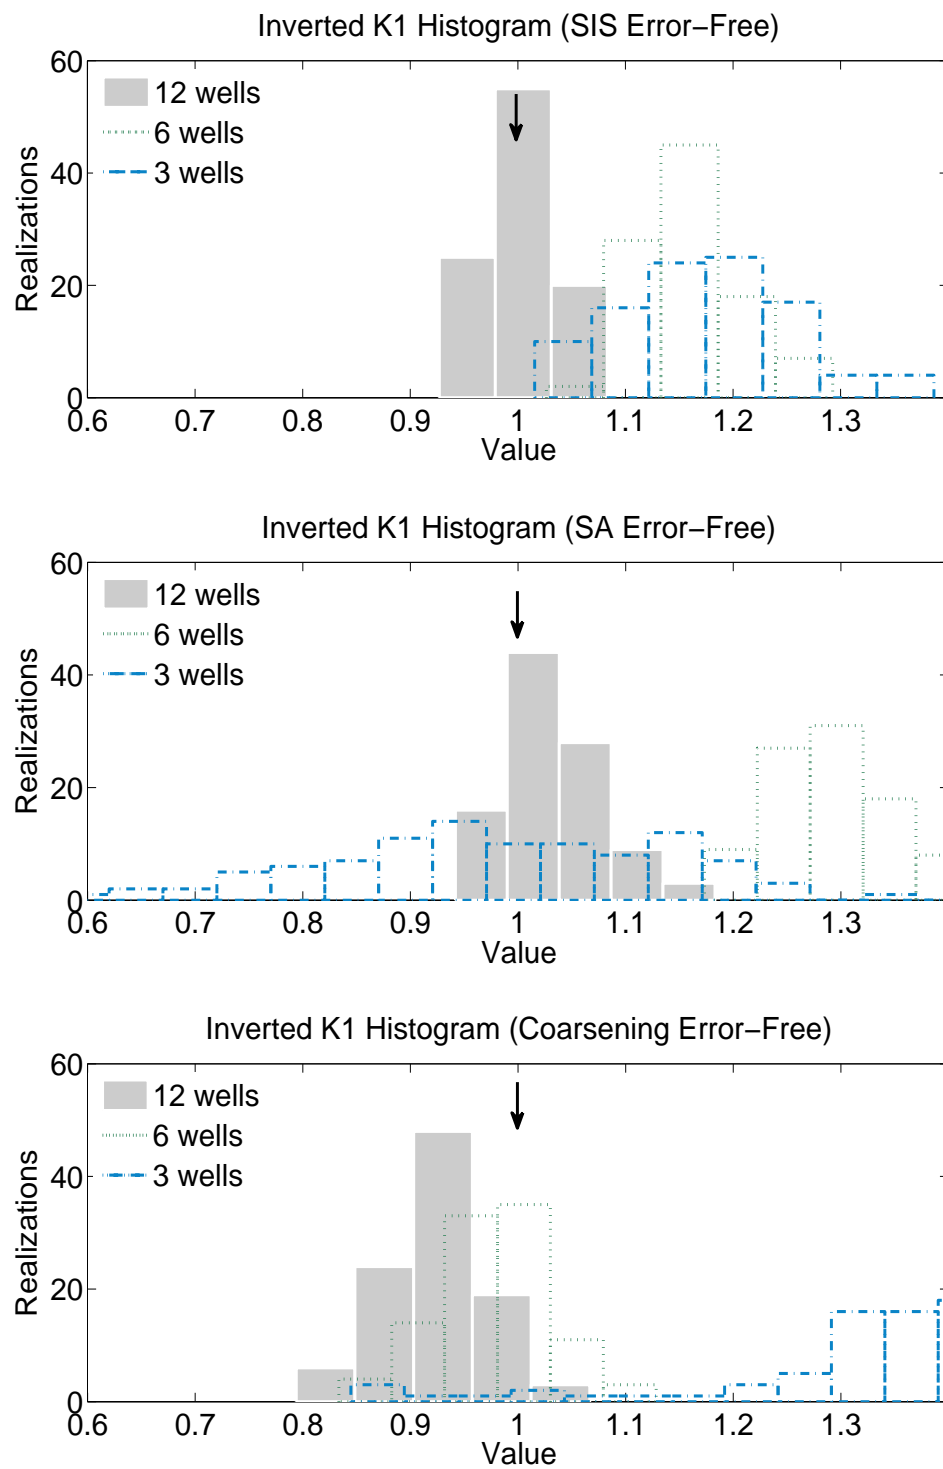 Inverted K1 Histogram (SIS Error−Free)
60
40
20
0
Realizations
12 wells
6 wells
3 wells
0.6 0.7 0.8 0.9 1 1.1 1.2 1.3
Value
Inverted K1 Histogram (SA Error−Free)
60
40
20
0
Realizations
12 wells
6 wells
3 wells
0.6 0.7 0.8 0.9 1 1.1 1.2 1.3
Value
Inverted K1 Histogram (Coarsening Error−Free)
60
40
20
0
Realizations
12 wells
6 wells
3 wells
0.6 0.7 0.8 0.9 1 1.1 1.2 1.3
Value